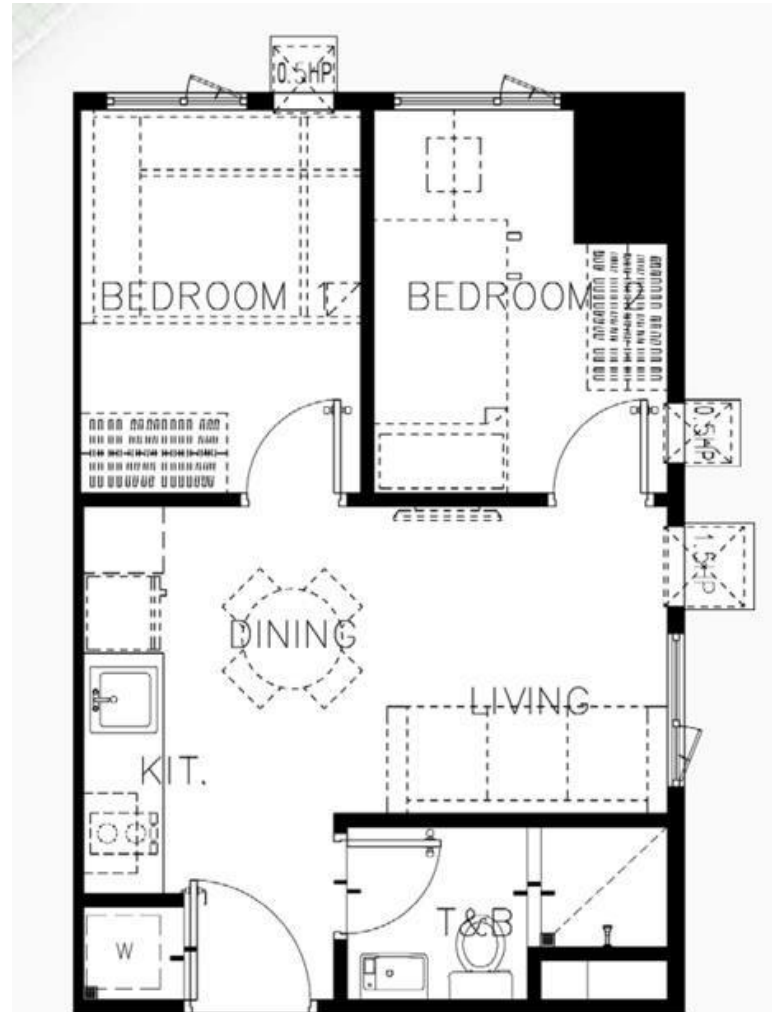 0.5HP
BEDROOM 1
BEDROOM 2
0.5HP
1.5HP
DINING
LIVING
KIT.
T&B
W